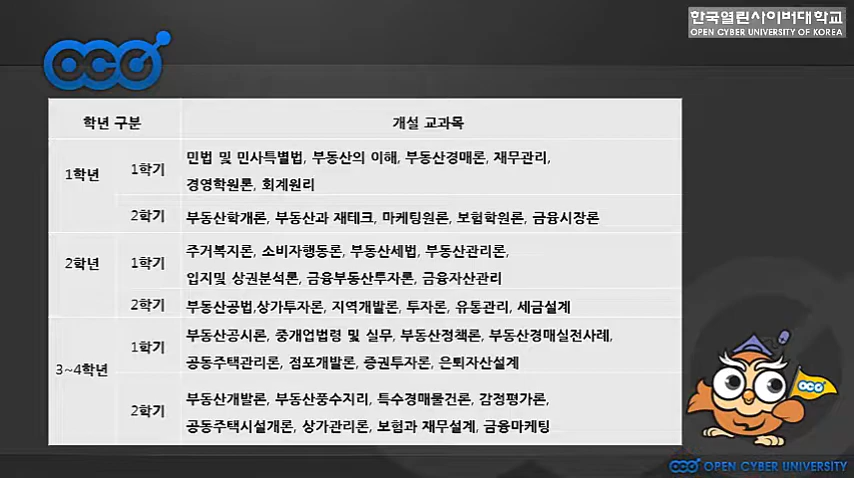 한국열린사이버대학교
OPEN CYBER UNIVERSITY OF KOREA
OCU
학년 구분 개설 교과목
1학년 1학기 민법 및 민사특별법, 부동산의 이해, 부동산경매론, 재무관리,
경영학원론, 회계원리
2학기 부동산학개론, 부동산과 재테크, 마케팅원론, 보험학원론, 금융시장론
2학년 1학기 주거복지론, 소비자행동론, 부동산세법, 부동산관리론,
입지및 상권분석론, 금융부동산투자론, 금융자산관리
2학기 부동산공법,상가투자론, 지역개발론, 투자론, 유통관리, 세금설계
3~4학년 1학기 부동산공시론, 중개업법령 및 실무, 부동산정책론, 부동산경매실전사례,
공동주택관리론, 점포개발론, 증권투자론, 은퇴자산설계
2학기 부동산개발론, 부동산풍수지리, 특수경매물건론, 감정평가론,
공동주택시설개론, 상가관리론, 보험과 재무설계, 금융마케팅
OCU
OCU OPEN CYBER UNIVERSITY